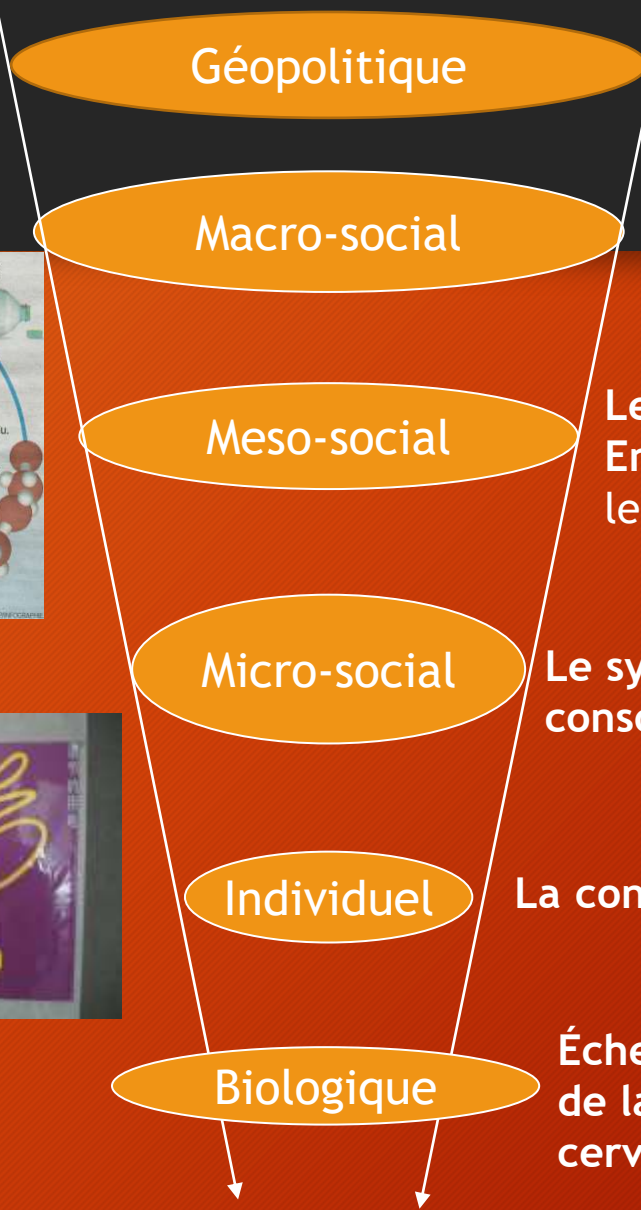 Géopolitique
Macro-social
Meso-social
Le
En
le
Micro-social
Le sy
conso
Individuel
La con
Éche
Biologique
de la
cerv